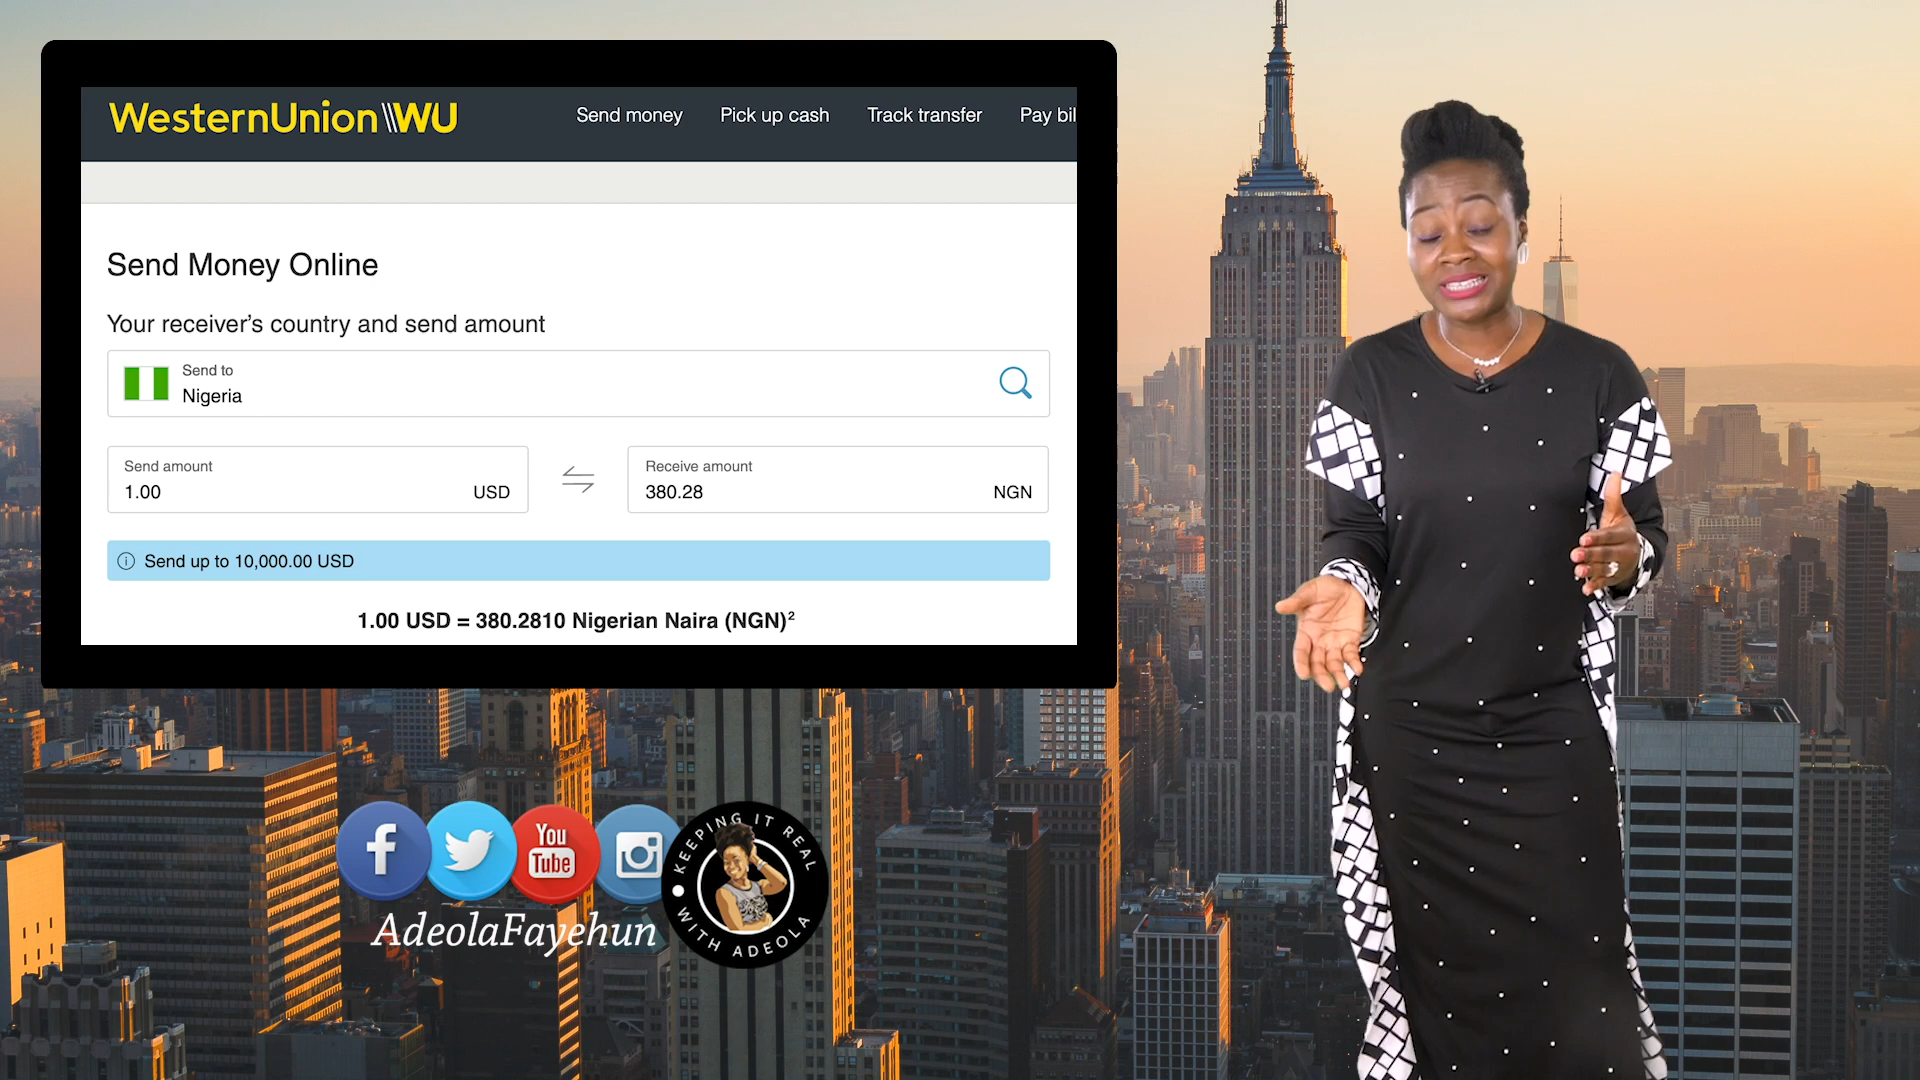 WesternUnion WU
Send money Pick up cash Track transfer Pay bil
Send Money Online
Your receiver's country and send amount
Send to
Nigeria
Send amount
1.00 USD
Receive amount
380.28 NGN
Send up to 10,000.00 USD
1.00 USD = 380.2810 Nigerian Naira (NGN)²
f
You
Tube
KEEPING IT REAL
WITH ADEOLA
AdeolaFayehun